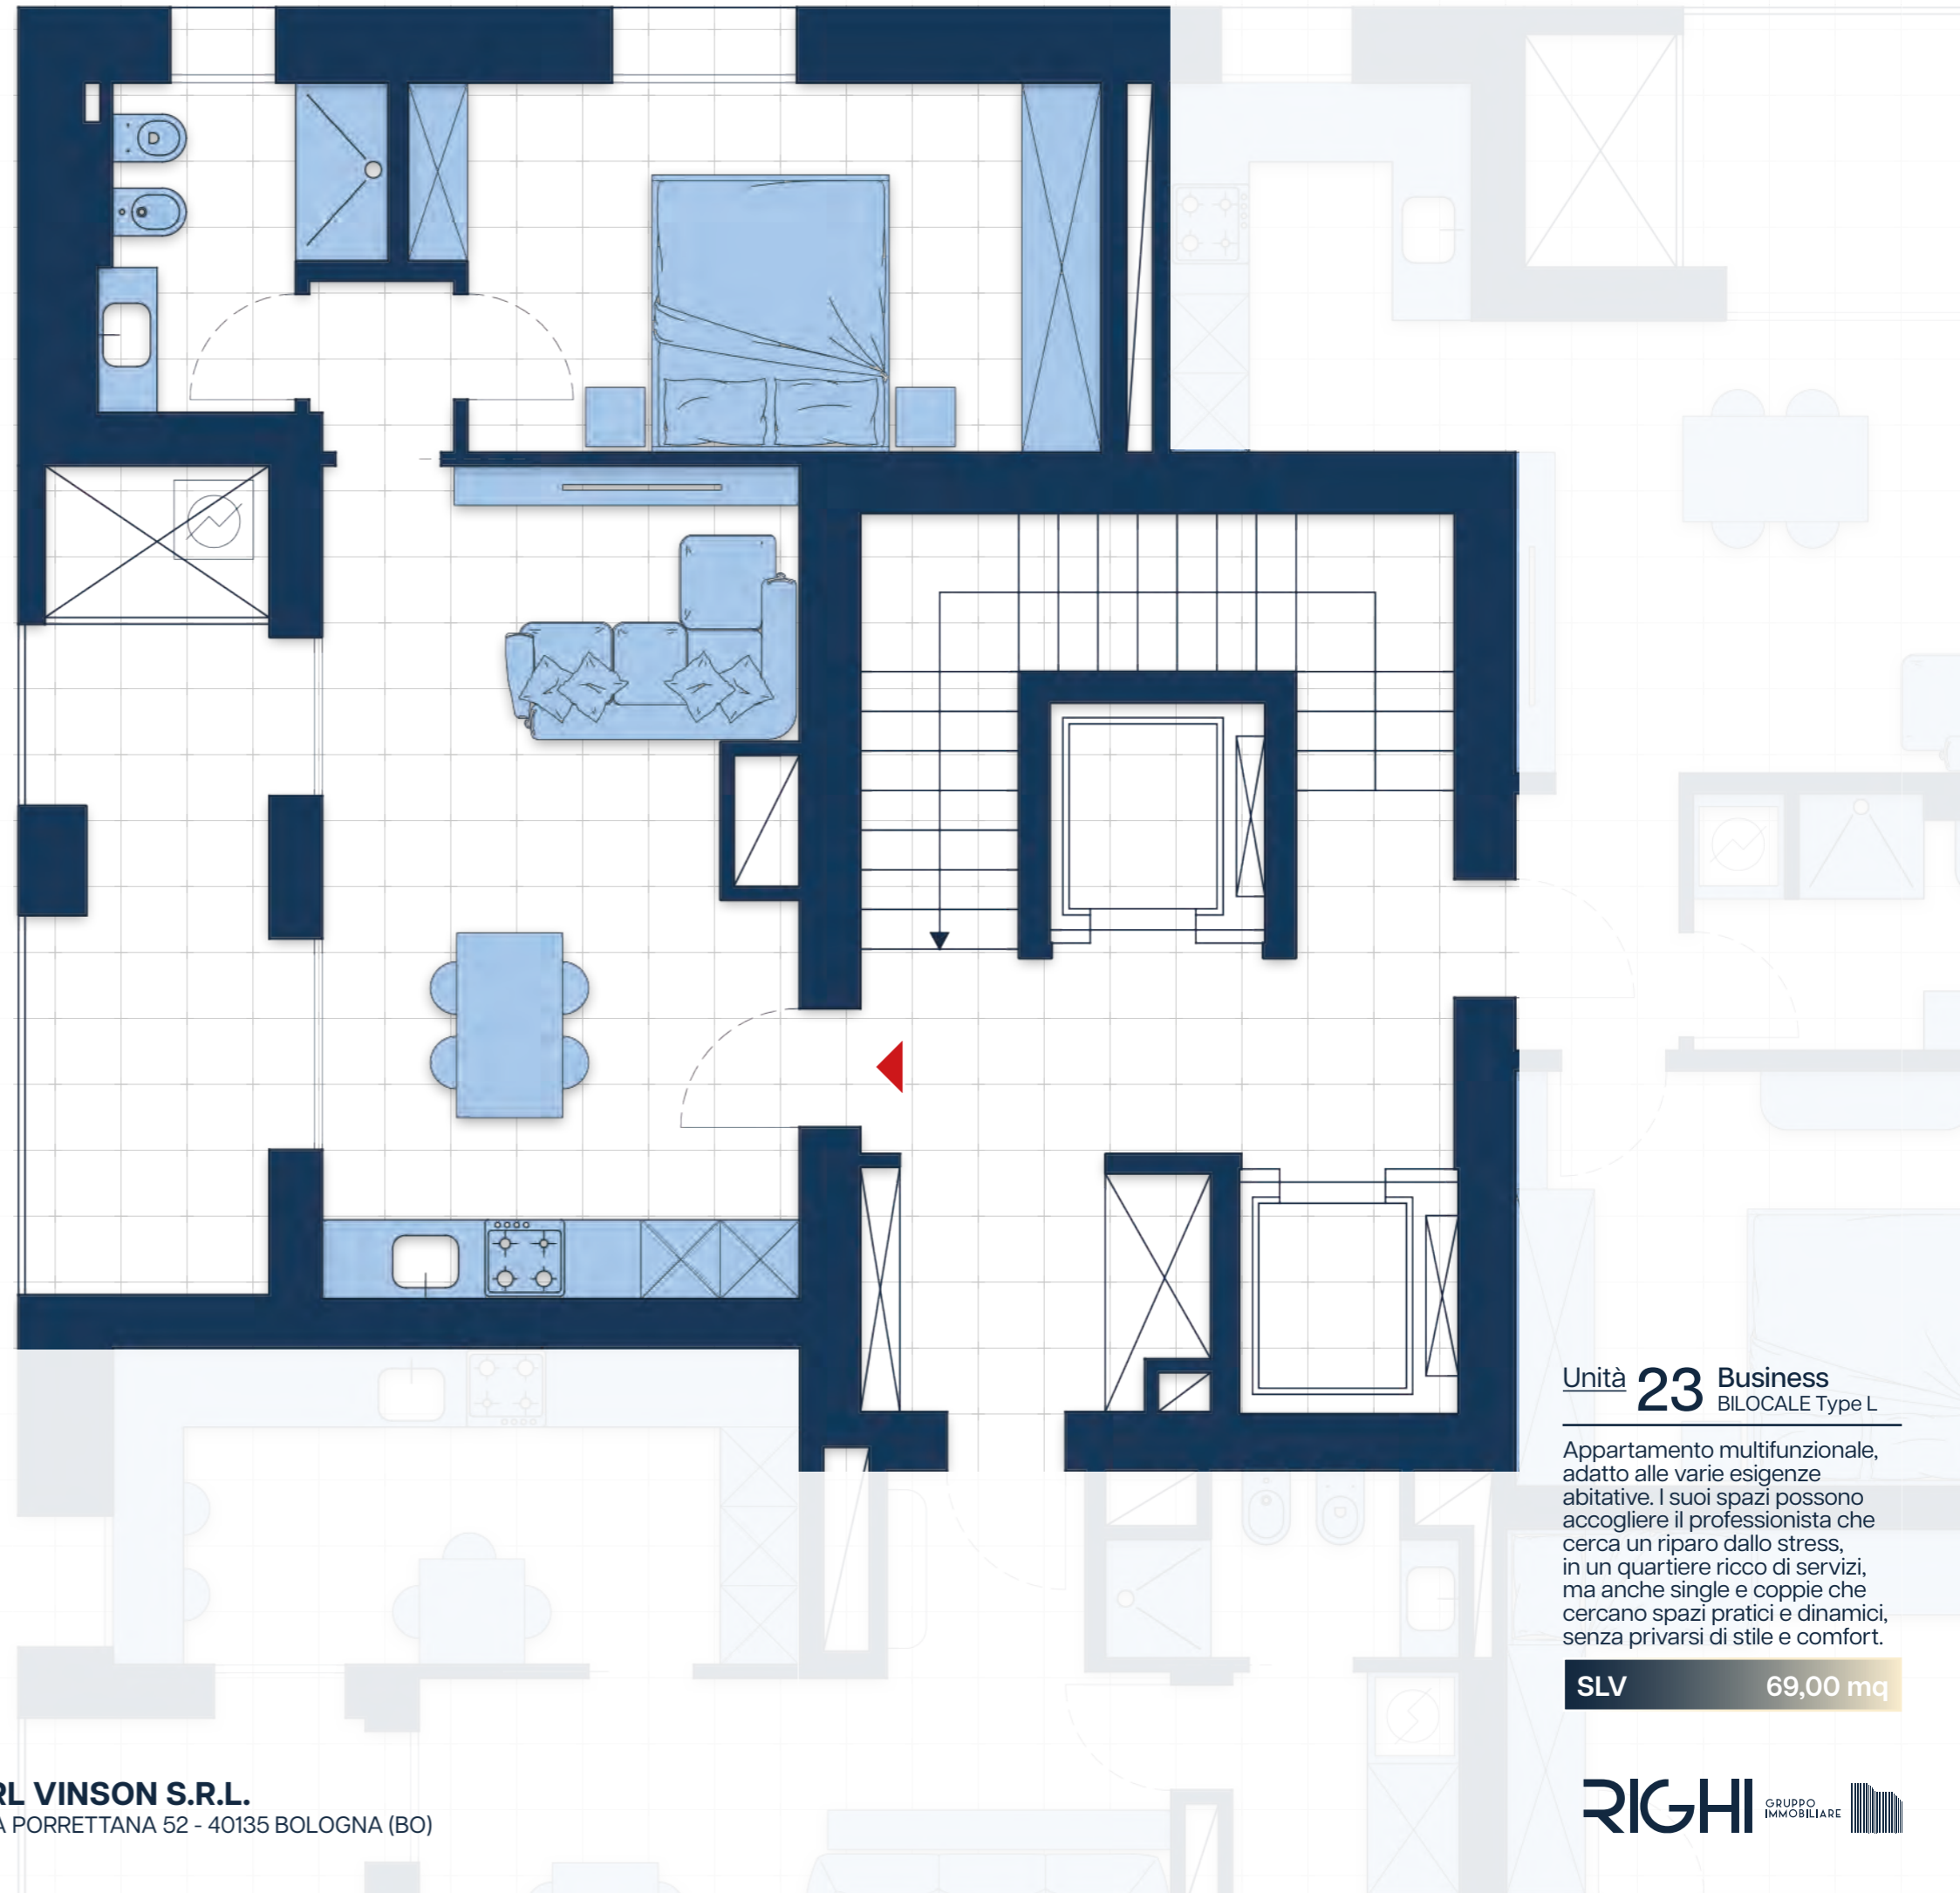 Unità 23 Business
BILOCALE Type L
Appartamento multifunzionale,
adatto alle varie esigenze
abitative. I suoi spazi possono
accogliere il professionista che
cerca un riparo dallo stress,
in un quartiere ricco di servizi,
ma anche single e coppie che
cercano spazi pratici e dinamici,
senza privarsi di stile e comfort.
SLV 69,00 mq
RL VINSON S.R.L.
A PORRETTANA 52 - 40135 BOLOGNA (BO)
RIGHI GRUPPO
IMMOBILIARE